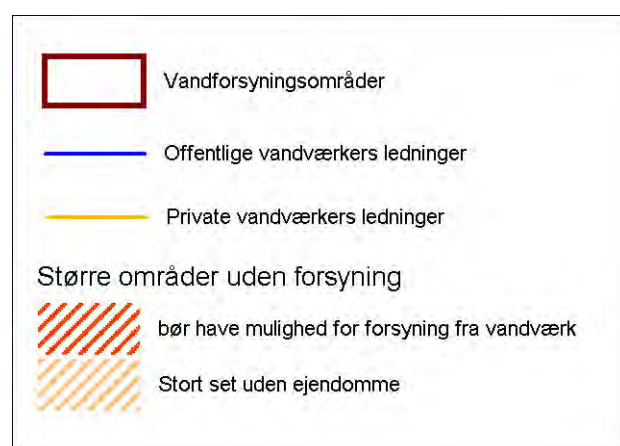 Vandforsyningsområder
Offentlige vandværkers ledninger
Private vandværkers ledninger
Større områder uden forsyning
bør have mulighed for forsyning fra vandværk
Stort set uden ejendomme